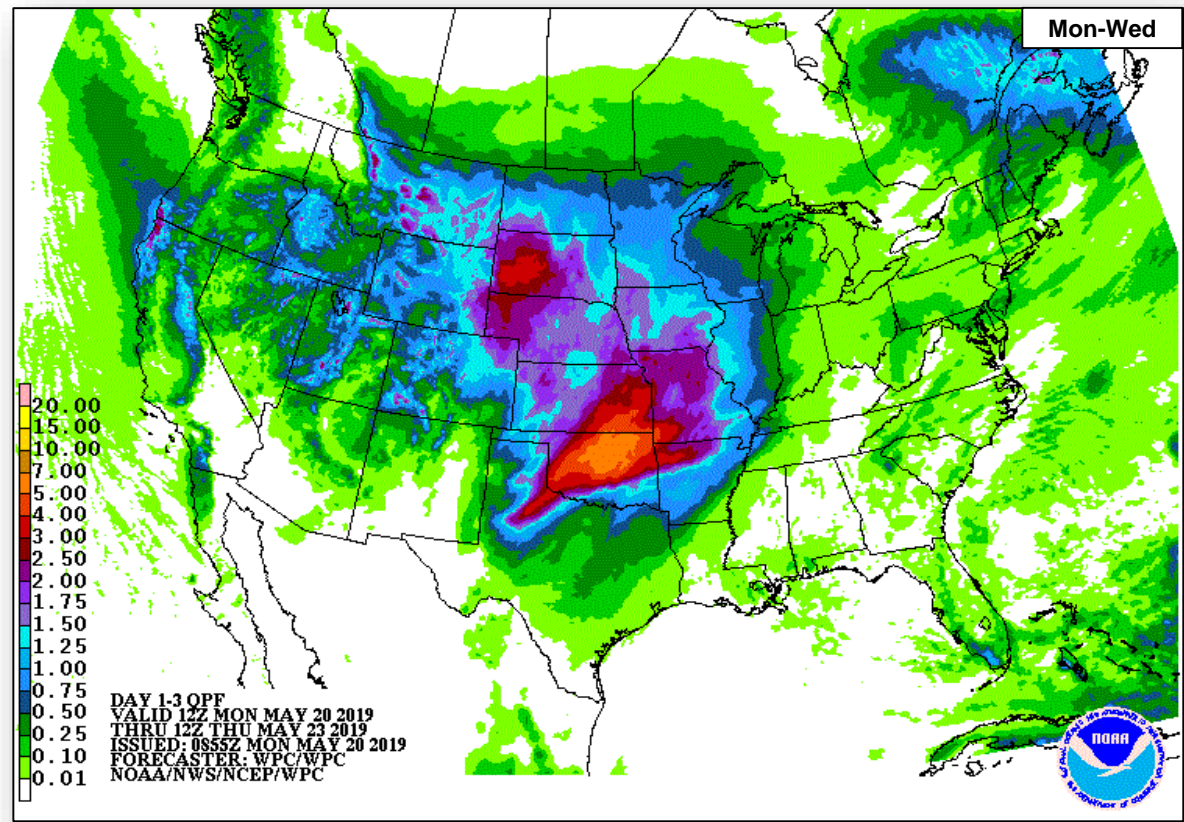 Mon-Wed
20.00
15.00
10.00
7.00
5.00
4.00
3.00
2.50
2.00
1.75
1.50
1.25
1.00
0.75
0.50
0.25
0.10
0.01
DAY 1-3 QPF
VALID 12Z MON MAY 20 2019
THRU 12Z THU MAY 23 2019
ISSUED: 0855Z MON MAY 20 2019
FORECASTER: WPC/WPC
NOAA/NWS/NCEP/WPC
NOAA